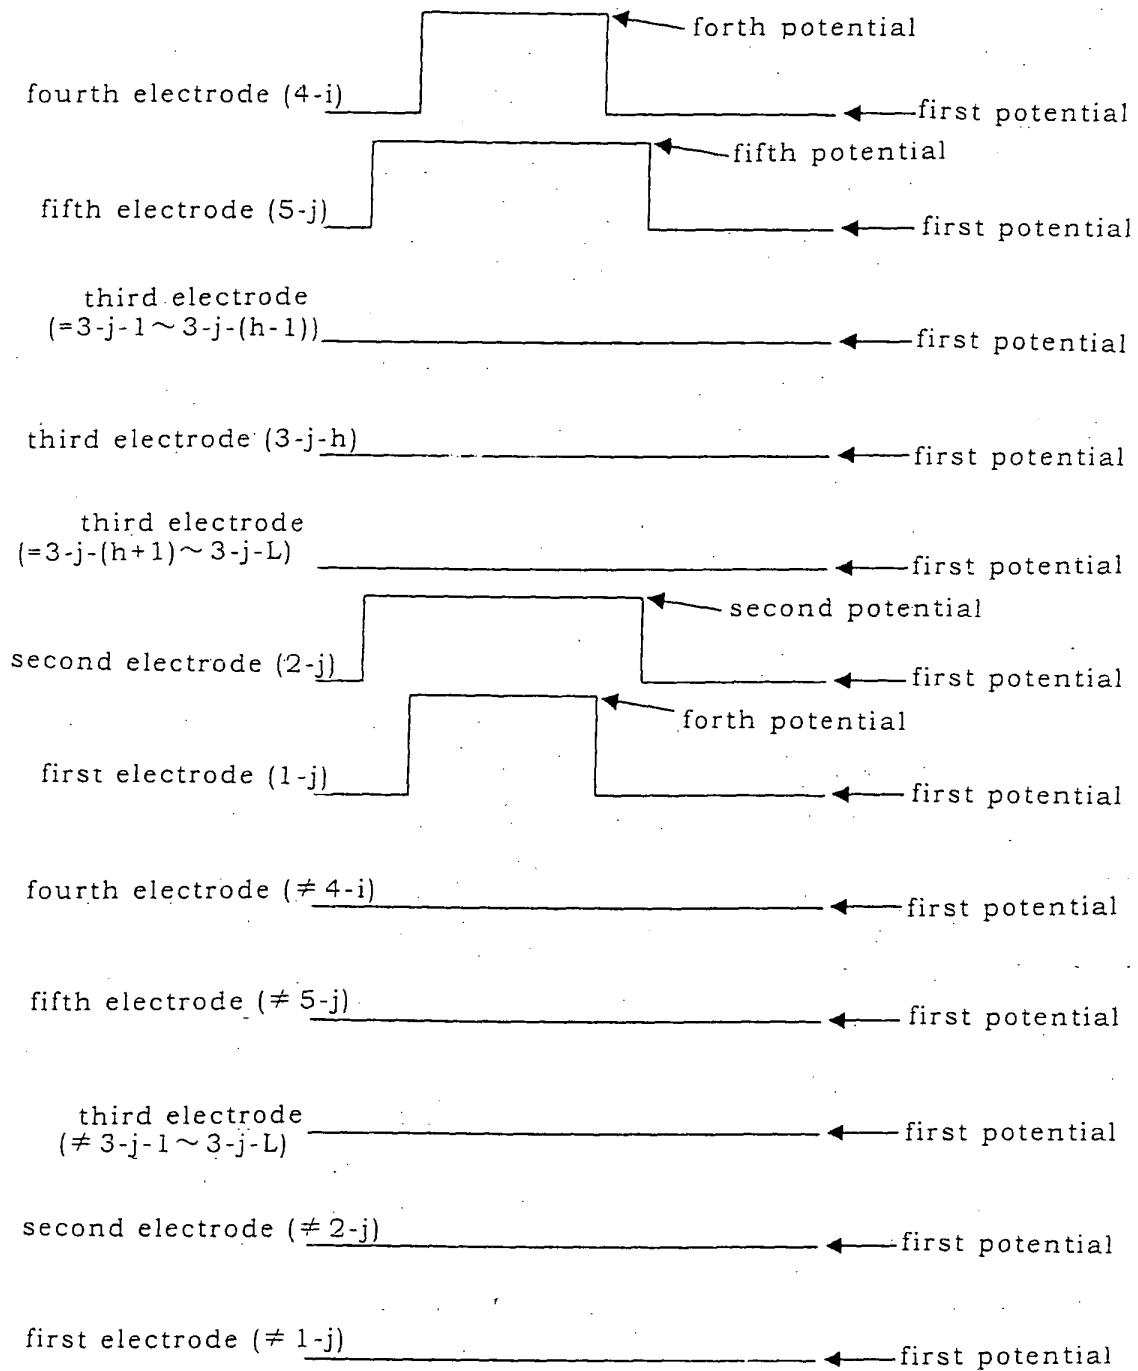 forth potential
fourth electrode (4-i)
first potential
fifth potential
fifth electrode (5-j)
first potential
third electrode
(=3-j-1～3-j-(h-1))
first potential
third electrode (3-j-h)
first potential
third electrode
(=3-j-(h+1)～3-j-L)
first potential
second potential
second electrode (2-j)
first potential
forth potential
first electrode (1-j)
first potential
fourth electrode (≠4-i)
first potential
fifth electrode (≠5-j)
first potential
third electrode
(≠3-j-1～3-j-L)
first potential
second electrode (≠2-j)
first potential
first electrode (≠1-j)
first potential